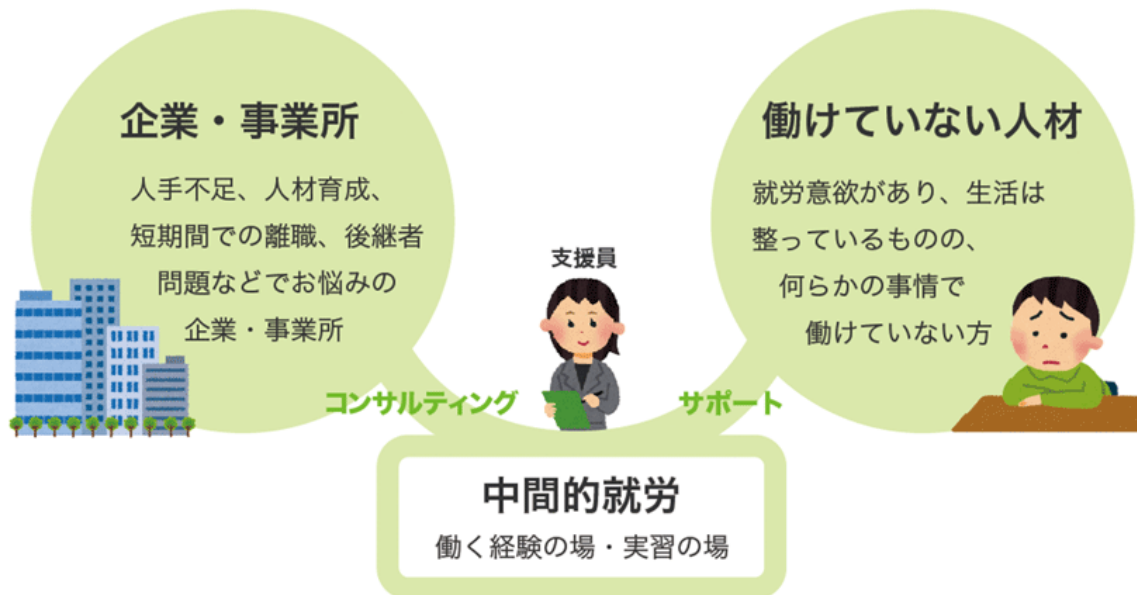 企業・事業所
人手不足、人材育成、
短期間での離職、後継者
問題などでお悩みの
企業・事業所
働けていない人材
就労意欲があり、生活は
整っているものの、
何らかの事情で
働けていない方
支援員
コンサルティング
サポート
中間的就労
働く経験の場・実習の場